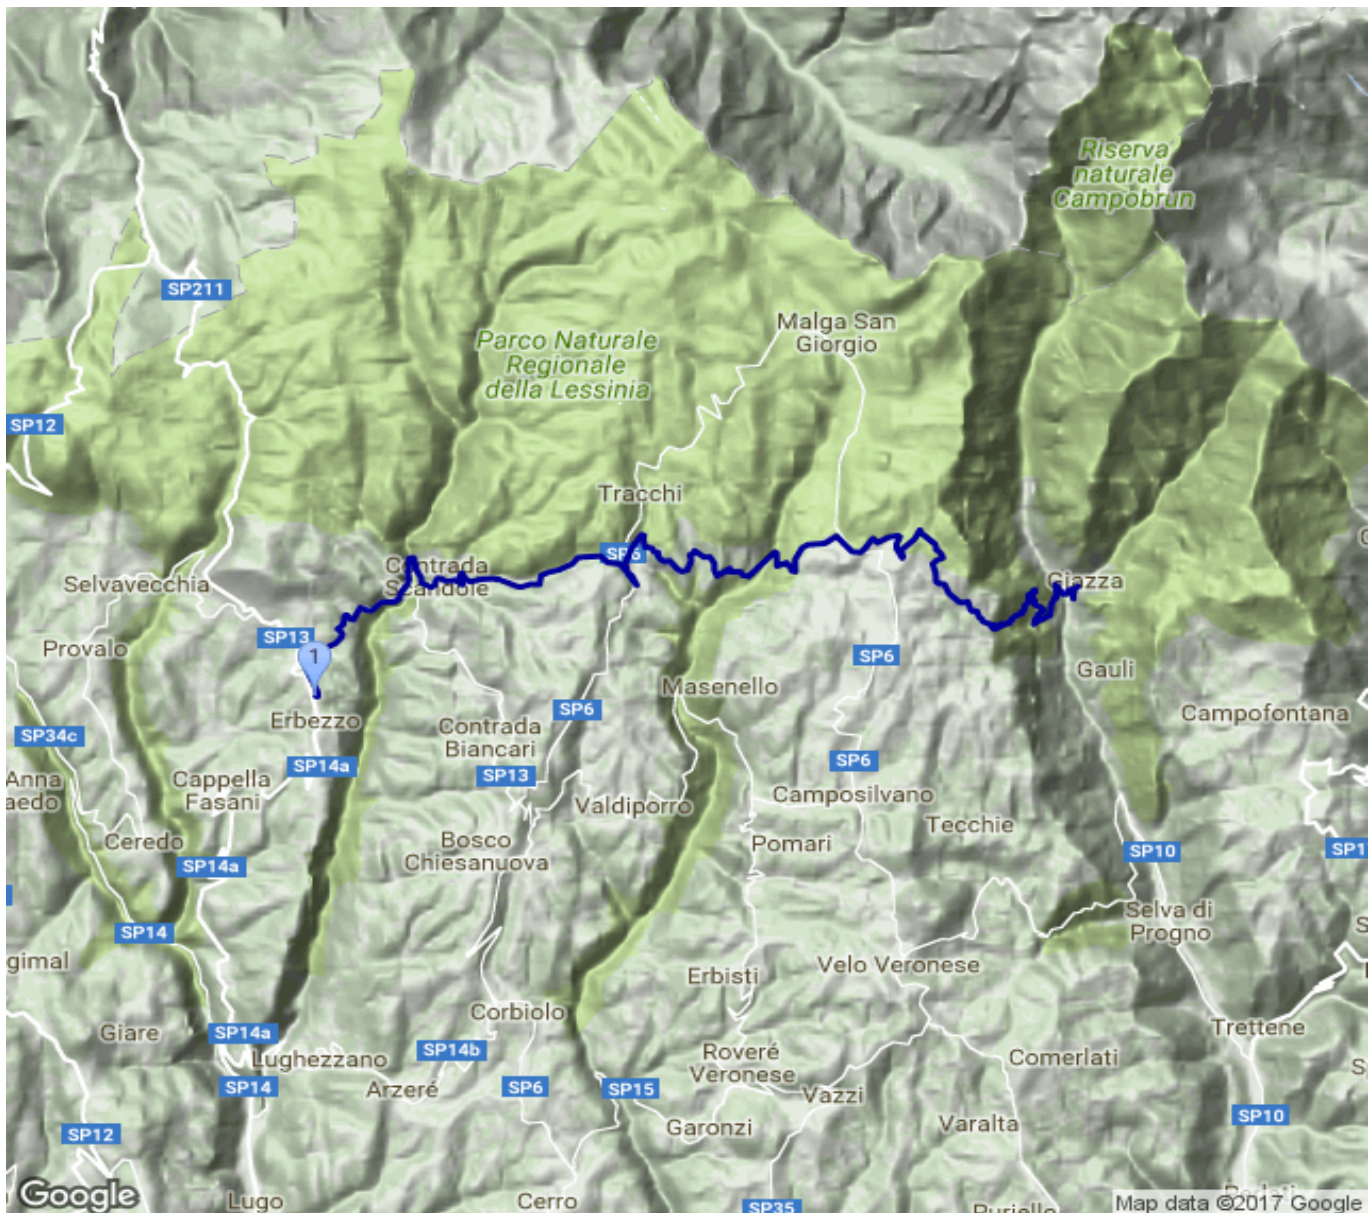 Riserva
naturale
Campobrun
SP211
Malga San
Giorgio
Parco Naturale
Regionale
della Lessinia
SP12
Tracchi
SP6
Contrada
Scandole
Selvavecchia
Giazza
SP13
Provalo
1
SP6
Gauli
Masenello
Erbezzo
SP6
Campofontana
SP34c
Contrada
Biancari
SP14a
SP6
SP13
Anna
aedo
Cappella
Fasani
Camposilvano
Valdiporro
Tecchie
Ceredo
Bosco
Chiesanuova
Pomari
SP10
SP1
SP14a
Selva di
Progno
SP14
gimal
Erbisti
Velo Veronese
Corbiolo
Giare
SP14a
Trettene
Lughezzano
SP14b
Roveré
Veronese
Comerlati
SP14
Arzeré
SP6
SP15
Vazzi
SP10
SP12
Garonzi
Varalta
Google
Lugo
Cerro
SP35
Map data ©2017 Google